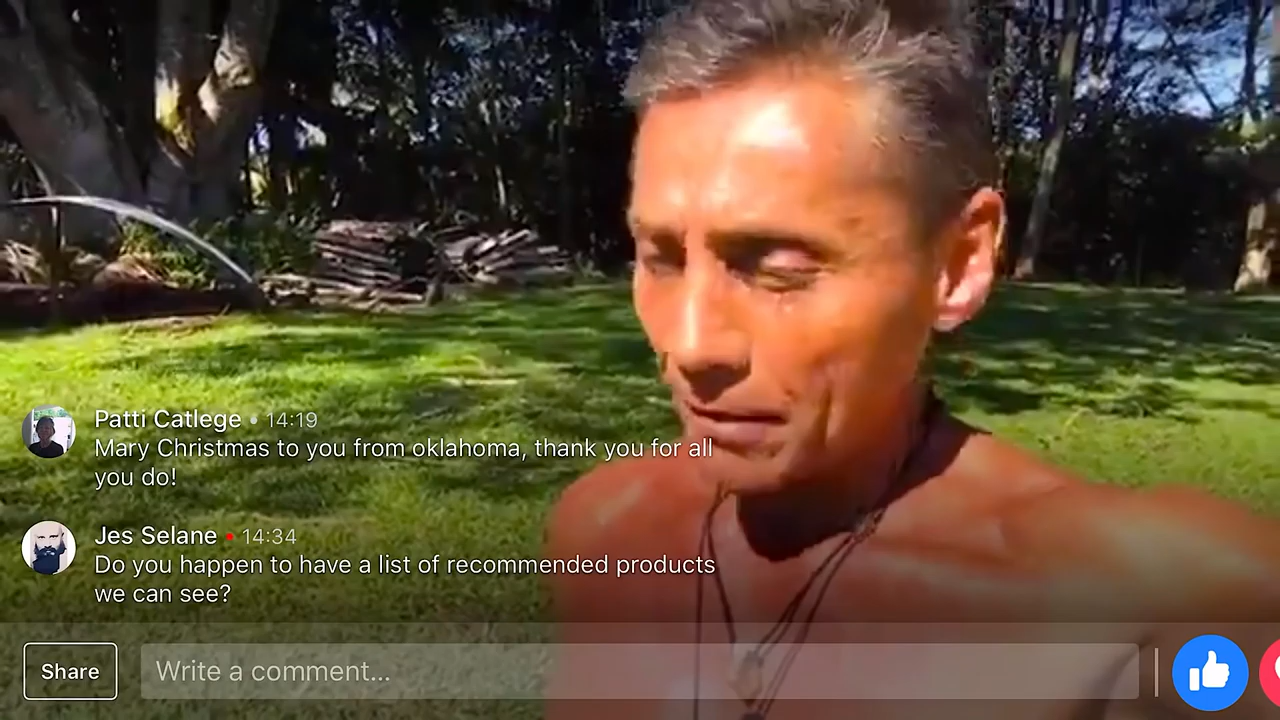 Patti Catlege • 14:19
Mary Christmas to you from oklahoma, thank you for all
you do!
Jes Selane • 14:34
Do you happen to have a list of recommended products
we can see?
Share
Write a comment...